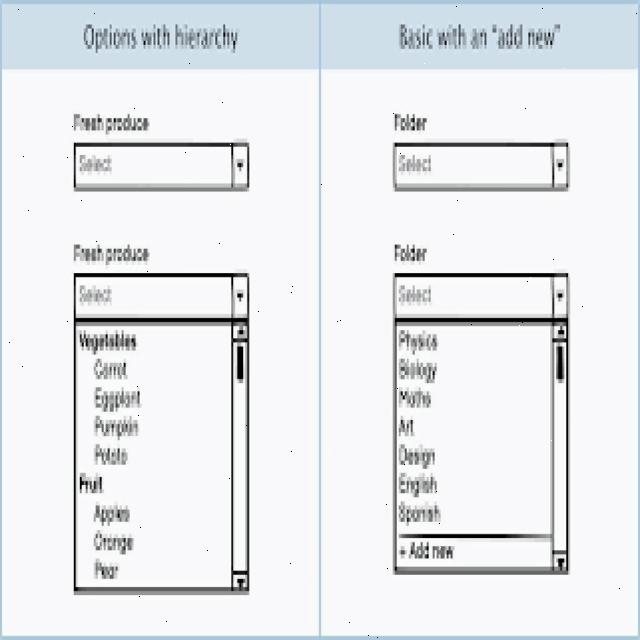 Options with hierarchy
Fresh produce
Select
Fresh produce
Select
Vegetables
Carrot
Eggplant
Pumpkin
Potato
Fruit
Apples
Orange
Pear
Basic with an "add new"
Folder
Select
Folder
Select
Physics
Biology
Maths
Art
Design
English
Spanish
+ Add new